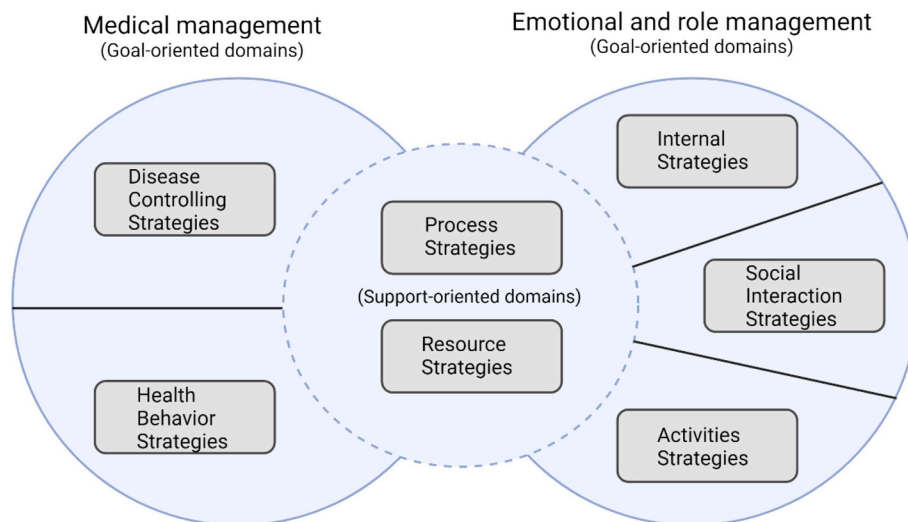 Medical management
(Goal-oriented domains)
Emotional and role management
(Goal-oriented domains)
Disease
Controlling
Strategies
Health
Behavior
Strategies
Process
Strategies
(Support-oriented domains)
Resource
Strategies
Internal
Strategies
Social
Interaction
Strategies
Activities
Strategies